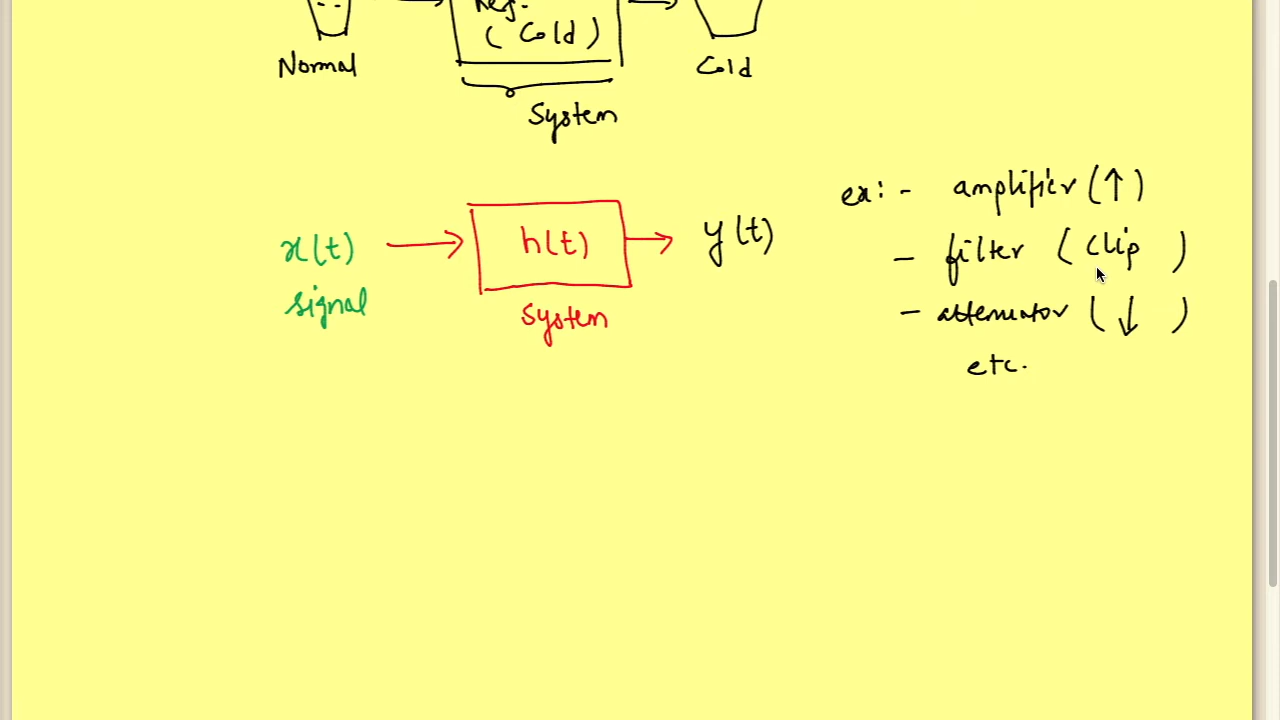 ( Cold )
Normal
Cold
System
x(t) → h(t) → y(t)
signal
System
ex:- amplifier (↑)
- filter ( clip )
- attenuator ( ↓ )
etc.